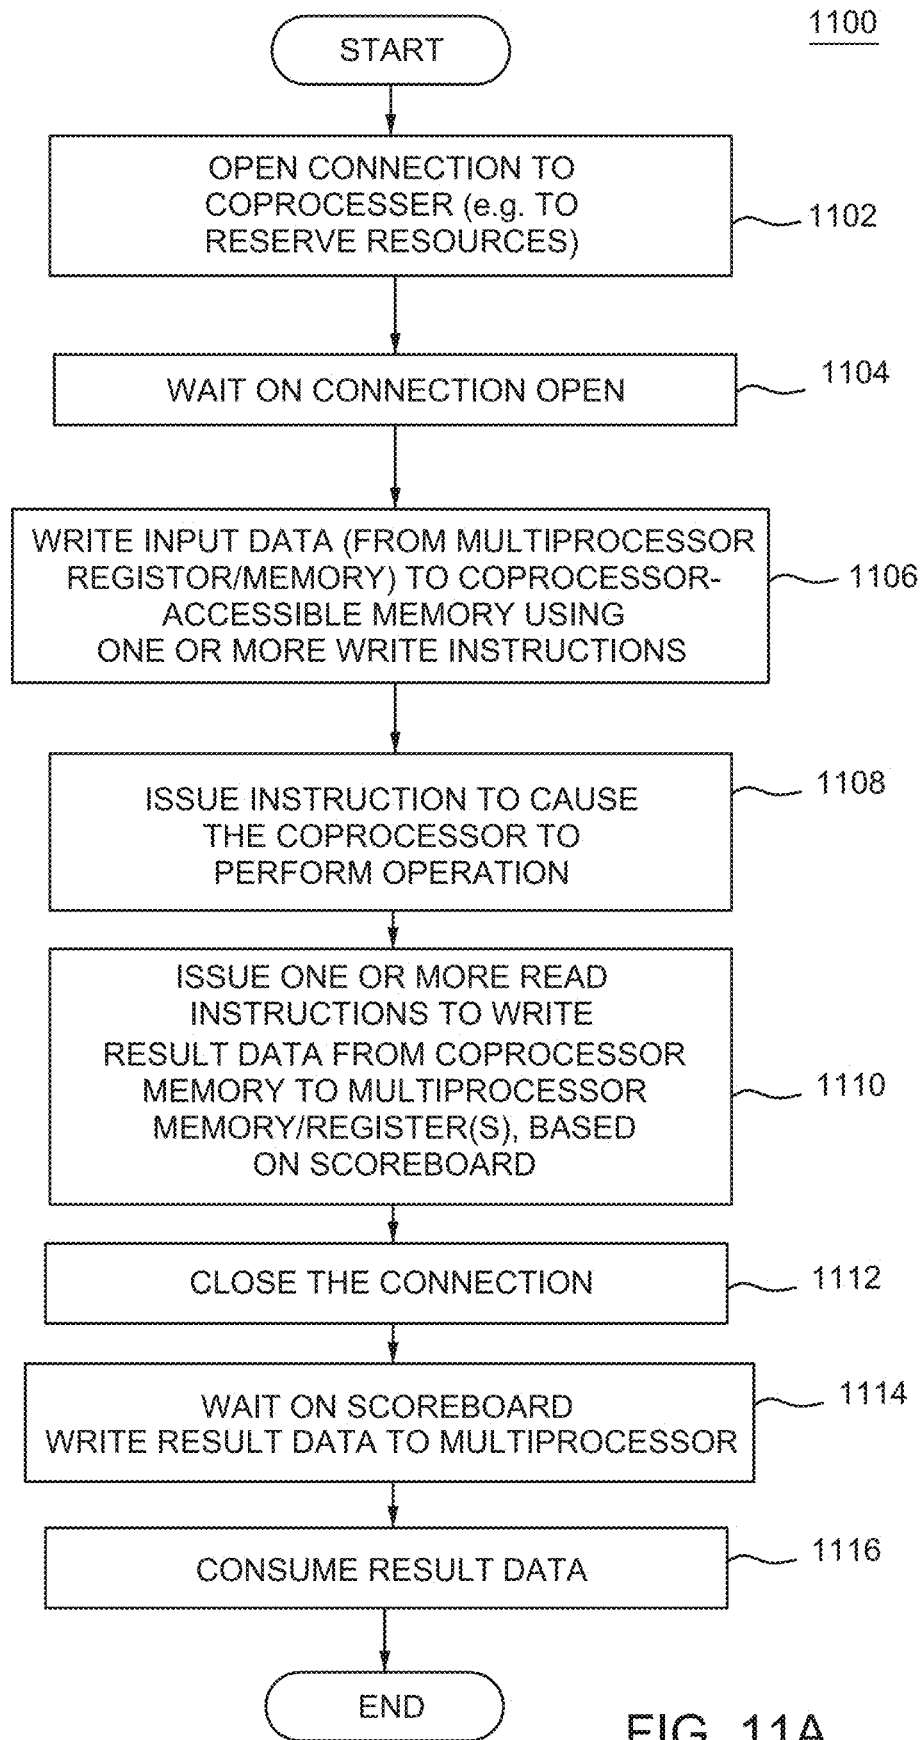 1100
START
OPEN CONNECTION TO
COPROCESSER (e.g. TO
RESERVE RESOURCES)
1102
WAIT ON CONNECTION OPEN
1104
WRITE INPUT DATA (FROM MULTIPROCESSOR
REGISTOR/MEMORY) TO COPROCESSOR-
ACCESSIBLE MEMORY USING
ONE OR MORE WRITE INSTRUCTIONS
1106
ISSUE INSTRUCTION TO CAUSE
THE COPROCESSOR TO
PERFORM OPERATION
1108
ISSUE ONE OR MORE READ
INSTRUCTIONS TO WRITE
RESULT DATA FROM COPROCESSOR
MEMORY TO MULTIPROCESSOR
MEMORY/REGISTER(S), BASED
ON SCOREBOARD
1110
CLOSE THE CONNECTION
1112
WAIT ON SCOREBOARD
WRITE RESULT DATA TO MULTIPROCESSOR
1114
CONSUME RESULT DATA
1116
END
FIG. 11A